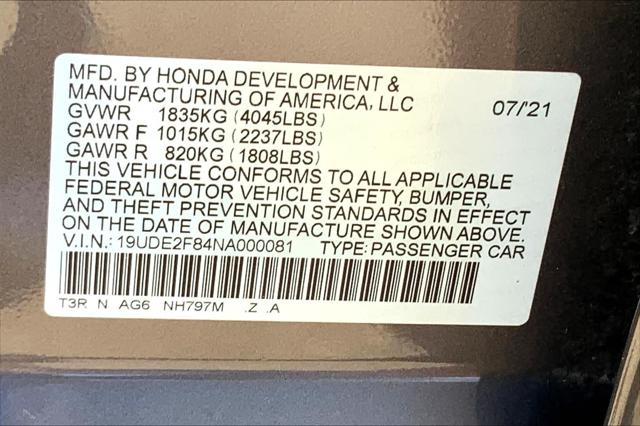 MFD. BY HONDA DEVELOPMENT &
MANUFACTURING OF AMERICA, LLC 07/'21
GVWR 1835KG (4045LBS)
GAWR F 1015KG (2237LBS)
GAWR R 820KG (1808LBS)
THIS VEHICLE CONFORMS TO ALL APPLICABLE
FEDERAL MOTOR VEHICLE SAFETY, BUMPER,
AND THEFT PREVENTION STANDARDS IN EFFECT
ON THE DATE OF MANUFACTURE SHOWN ABOVE.
V.I.N.: 19UDE2F84NA000081 TYPE: PASSENGER CAR
T3R N AG6 NH797M .Z .A